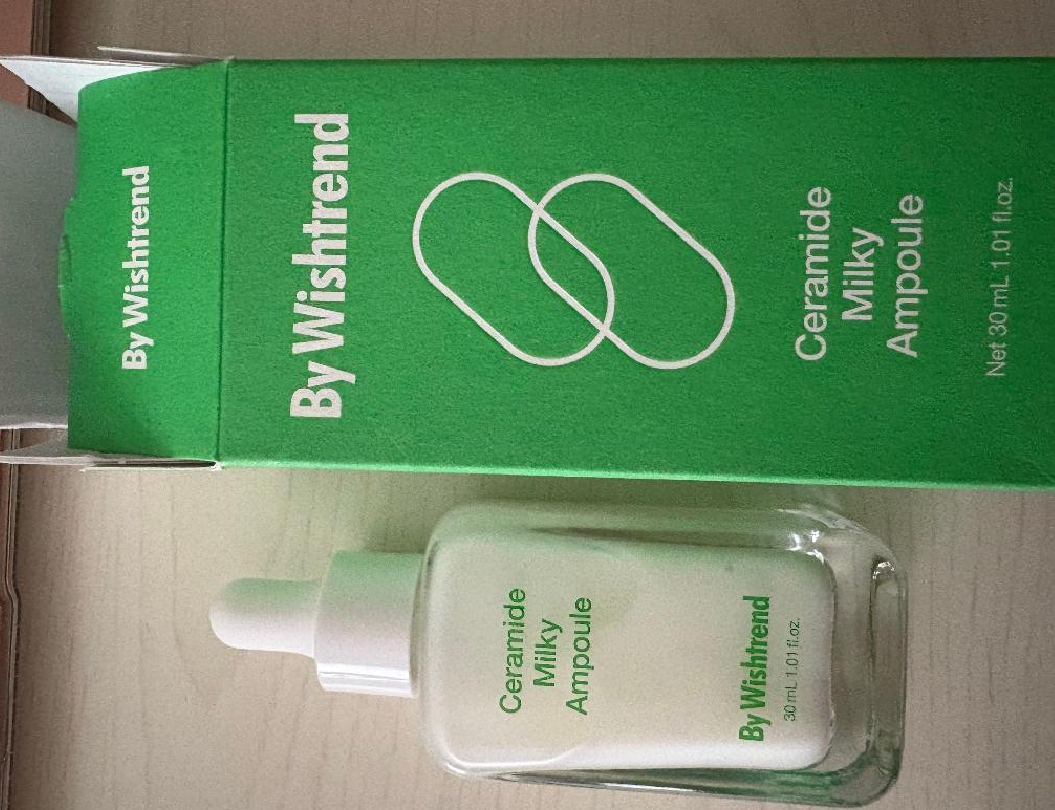 By Wishtrend
By Wishtrend
Ceramide
Milky
Ampoule
Net 30 mL 1.01 fl.oz.
Ceramide
Milky
Ampoule
By Wishtrend
30 mL 1.01 fl.oz.